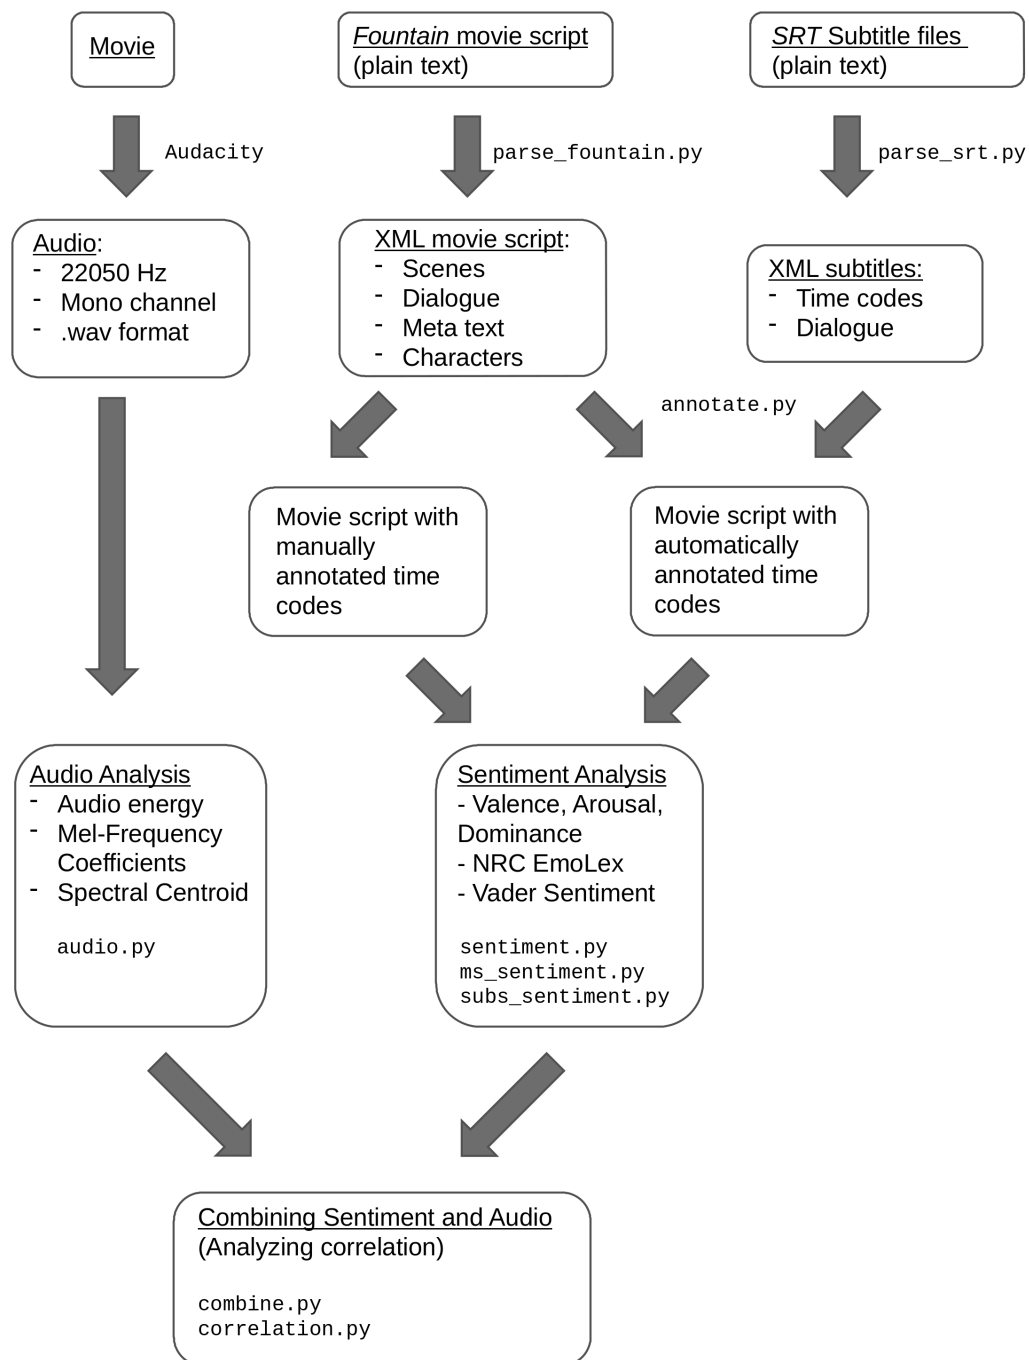 Movie
Fountain movie script
(plain text)
SRT Subtitle files
(plain text)
Audacity
parse_fountain.py
parse_srt.py
Audio:
- 22050 Hz
- Mono channel
- .wav format
XML movie script:
- Scenes
- Dialogue
- Meta text
- Characters
XML subtitles:
- Time codes
- Dialogue
annotate.py
Movie script with
manually
annotated time
codes
Movie script with
automatically
annotated time
codes
Audio Analysis
- Audio energy
- Mel-Frequency
Coefficients
- Spectral Centroid
audio.py
Sentiment Analysis
- Valence, Arousal,
Dominance
- NRC EmoLex
- Vader Sentiment
sentiment.py
ms_sentiment.py
subs_sentiment.py
Combining Sentiment and Audio
(Analyzing correlation)
combine.py
correlation.py